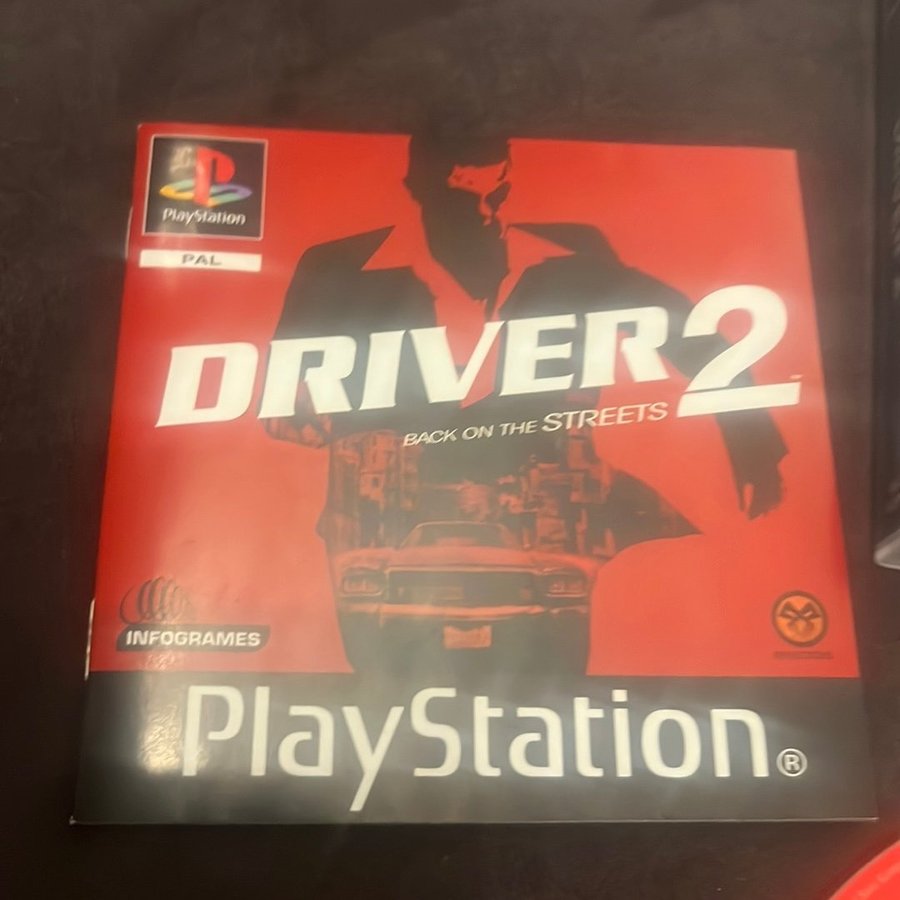 PlayStation
PAL
DRIVER 2
BACK ON THE STREETS
INFOGRAMES
PlayStation®